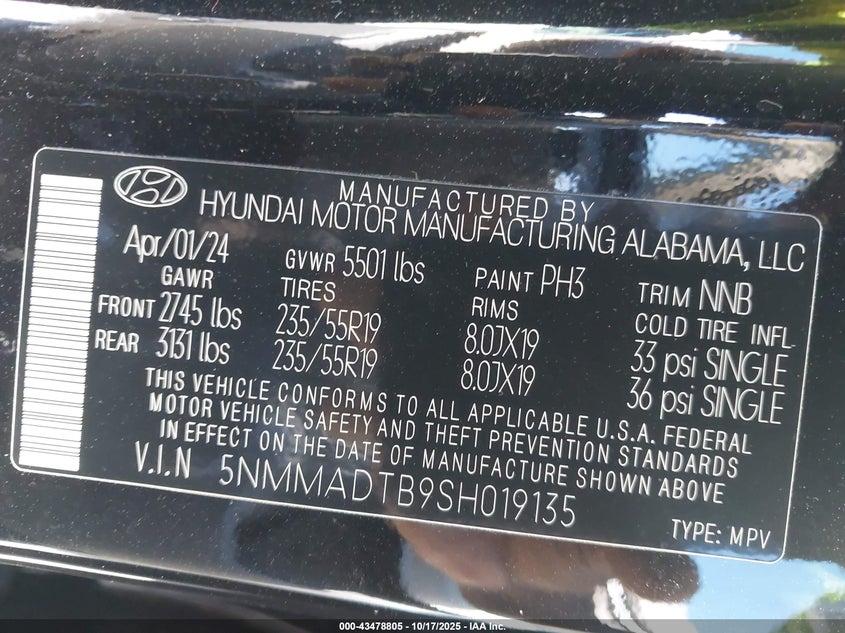 MANUFACTURED BY
HYUNDAI MOTOR MANUFACTURING ALABAMA, LLC
Apr/01/24 GVWR 5501 lbs PAINT PH3 TRIM NNB
GAWR TIRES RIMS COLD TIRE INFL
FRONT 2745 lbs 235/55R19 8.0JX19 33 psi SINGLE
REAR 3131 lbs 235/55R19 8.0JX19 36 psi SINGLE
THIS VEHICLE CONFORMS TO ALL APPLICABLE U.S.A. FEDERAL
MOTOR VEHICLE SAFETY AND THEFT PREVENTION STANDARDS
IN EFFECT ON THE DATE OF MANUFACTURE SHOWN ABOVE
V.I.N 5NMMADTB9SH019135
TYPE: MPV
000-43478805 - 10/17/2025 - IAA Inc.